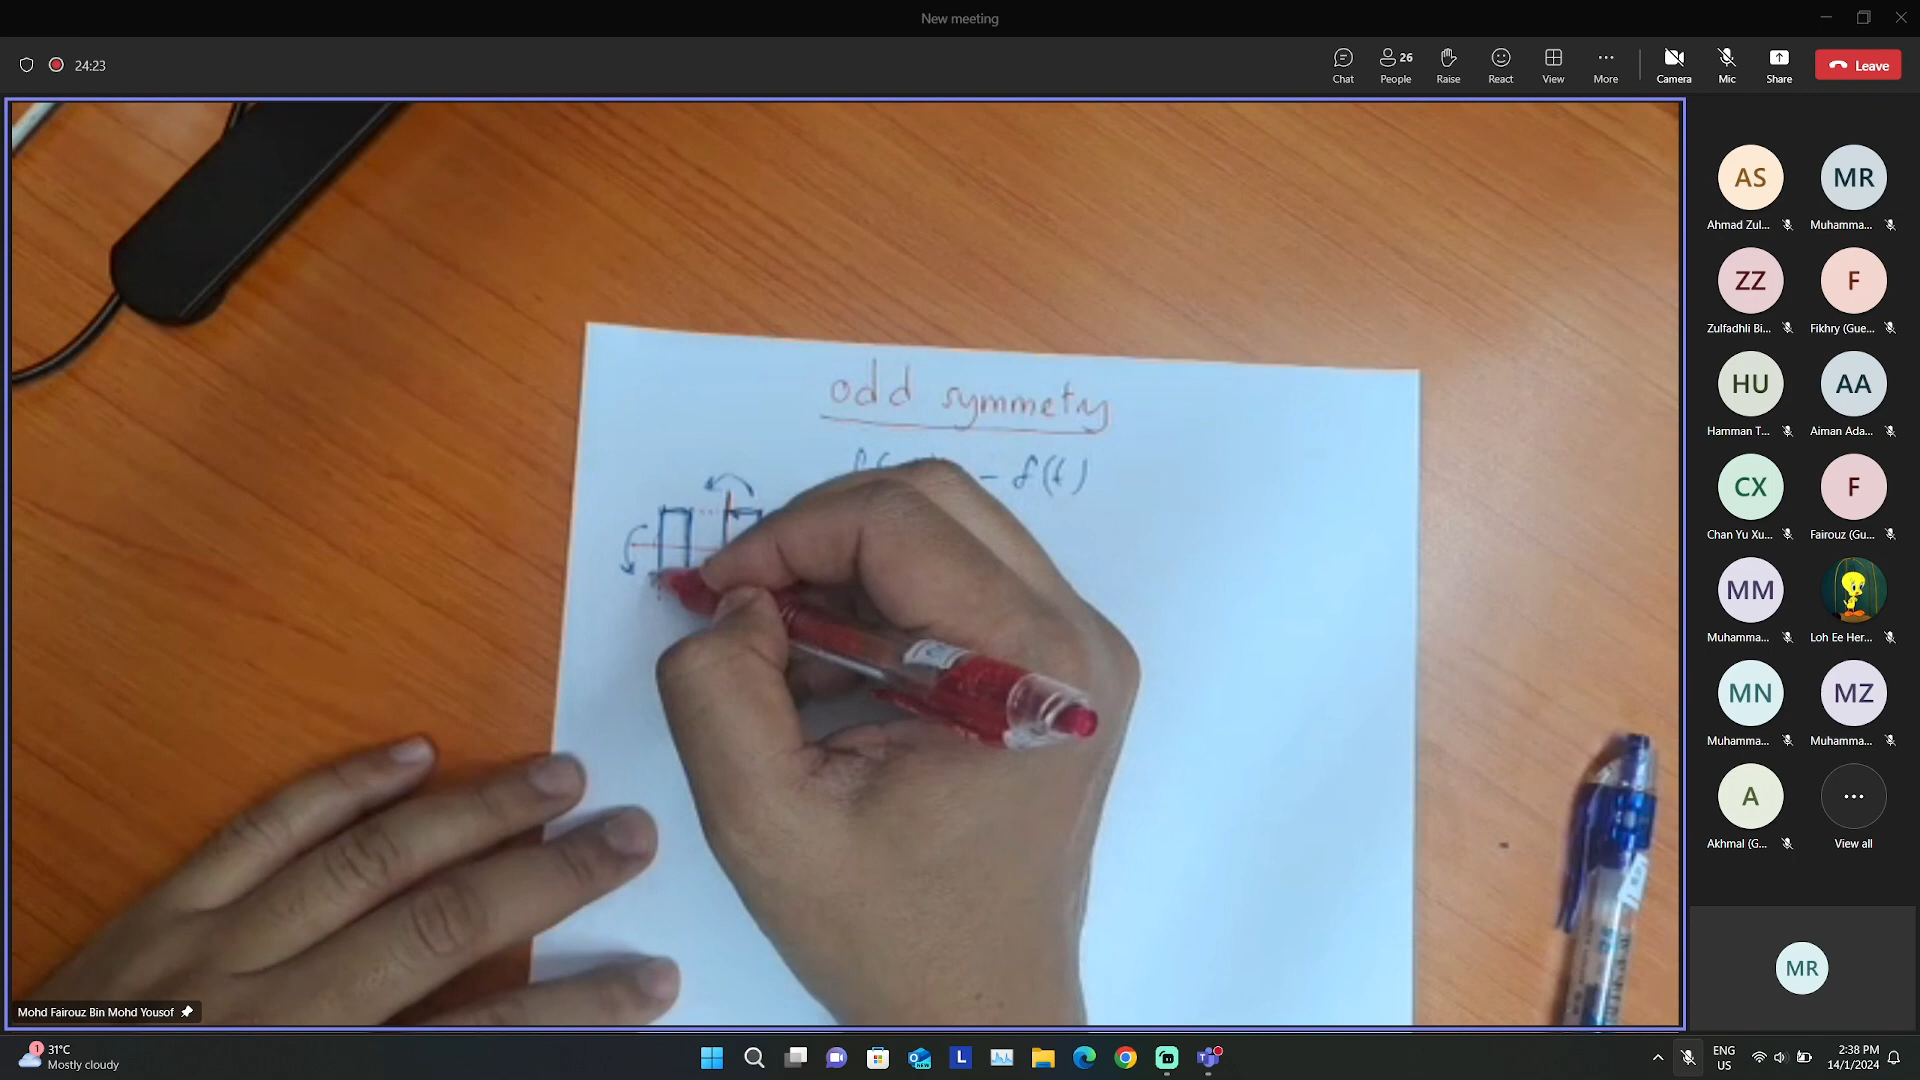 New meeting
24:23
Chat
26
People
Raise
React
View
More
Camera
Mic
Share
Leave
AS
MR
Ahmad Zul...
Muhamma...
ZZ
F
Zulfadhli Bi...
Fikhry (Gue...
HU
AA
Hamman T...
Aiman Ada...
CX
F
Chan Yu Xu...
Fairouz (Gu...
MM
Muhamma...
Loh Ee Her...
MN
MZ
Muhamma...
Muhamma...
A
...
Akhmal (G...
View all
MR
odd symmety
- f(t)
Mohd Fairouz Bin Mohd Yousof
1
31°C
Mostly cloudy
NEW
L
ENG
US
2:38 PM
14/1/2024